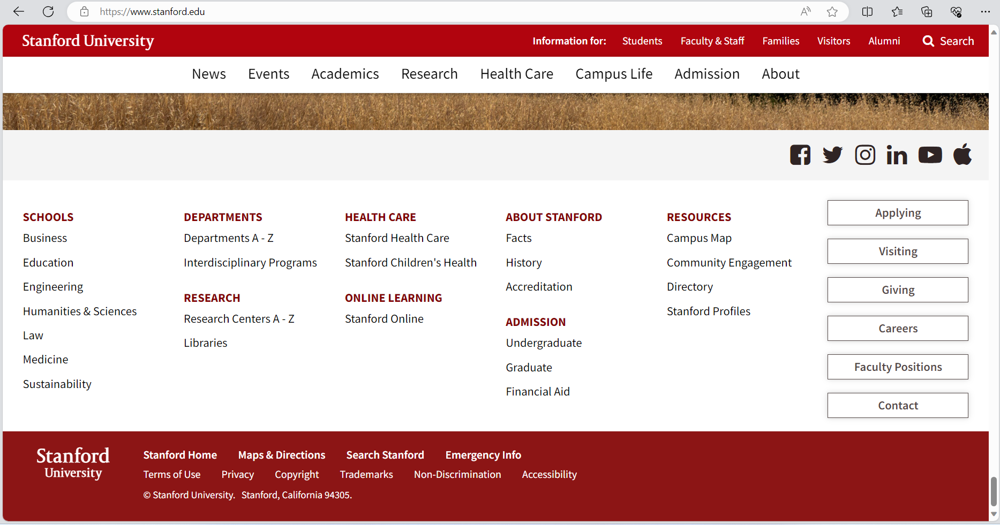 https://www.stanford.edu
Stanford University
Information for: Students Faculty & Staff Families Visitors Alumni Search
News Events Academics Research Health Care Campus Life Admission About
SCHOOLS
Business
Education
Engineering
Humanities & Sciences
Law
Medicine
Sustainability
DEPARTMENTS
Departments A - Z
Interdisciplinary Programs
RESEARCH
Research Centers A - Z
Libraries
HEALTH CARE
Stanford Health Care
Stanford Children's Health
ONLINE LEARNING
Stanford Online
ABOUT STANFORD
Facts
History
Accreditation
ADMISSION
Undergraduate
Graduate
Financial Aid
RESOURCES
Campus Map
Community Engagement
Directory
Stanford Profiles
Applying
Visiting
Giving
Careers
Faculty Positions
Contact
Stanford
University
Stanford Home Maps & Directions Search Stanford Emergency Info
Terms of Use Privacy Copyright Trademarks Non-Discrimination Accessibility
© Stanford University. Stanford, California 94305.